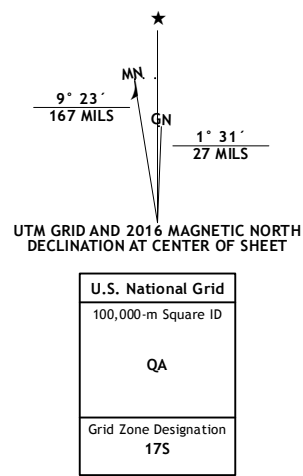 ★
MN
9° 23´
167 MILS
GN
1° 31´
27 MILS
UTM GRID AND 2016 MAGNETIC NORTH
DECLINATION AT CENTER OF SHEET
U.S. National Grid
100,000-m Square ID
QA
Grid Zone Designation
17S